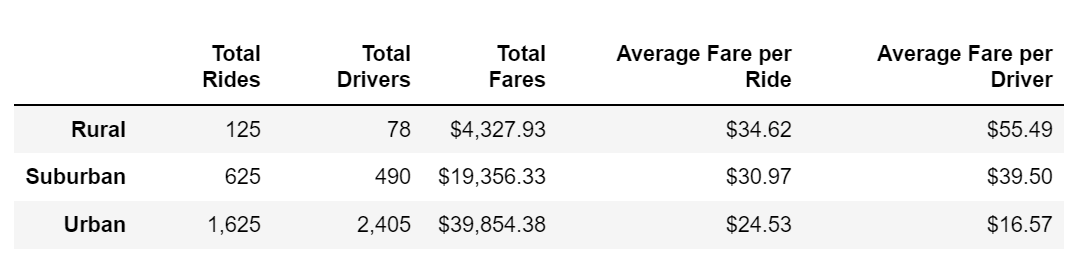 Total Rides Total Drivers Total Fares Average Fare per Ride Average Fare per Driver
Rural 125 78 $4,327.93 $34.62 $55.49
Suburban 625 490 $19,356.33 $30.97 $39.50
Urban 1,625 2,405 $39,854.38 $24.53 $16.57